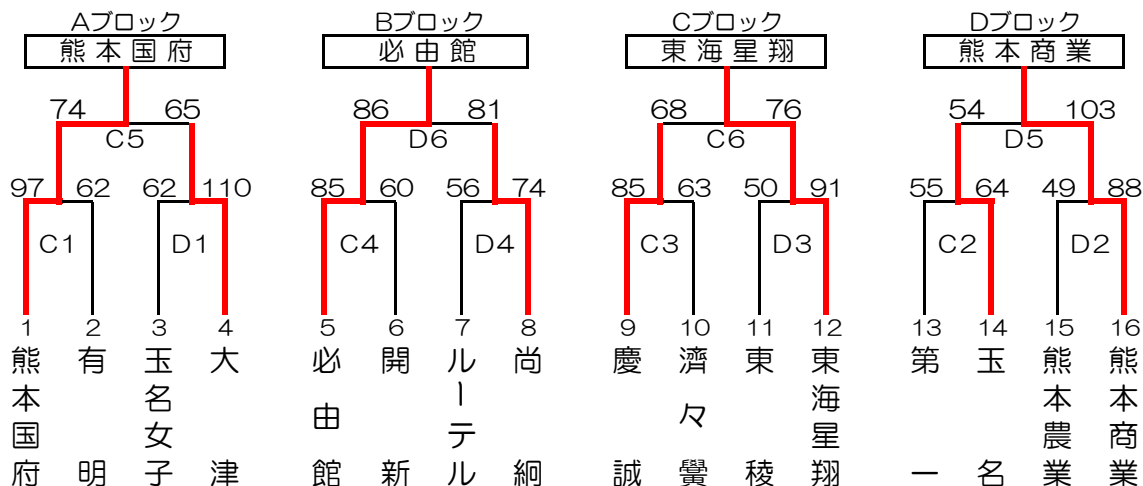 Aブロック
Bブロック
Cブロック
Dブロック
熊本国府
必由館
東海星翔
熊本商業
74 65
86 81
68 76
54 103
C5
D6
C6
D5
97 62 62 110
85 60 56 74
85 63 50 91
55 64 49 88
C1 D1
C4 D4
C3 D3
C2 D2
1 2 3 4 5 6 7 8 9 10 11 12 13 14 15 16
熊本国府
有明
玉名女子
大津
必由館
開新
ルーテル
尚絅
慶誠
濟々黌
東稜
東海星翔
第一
玉名
熊本農業
熊本商業